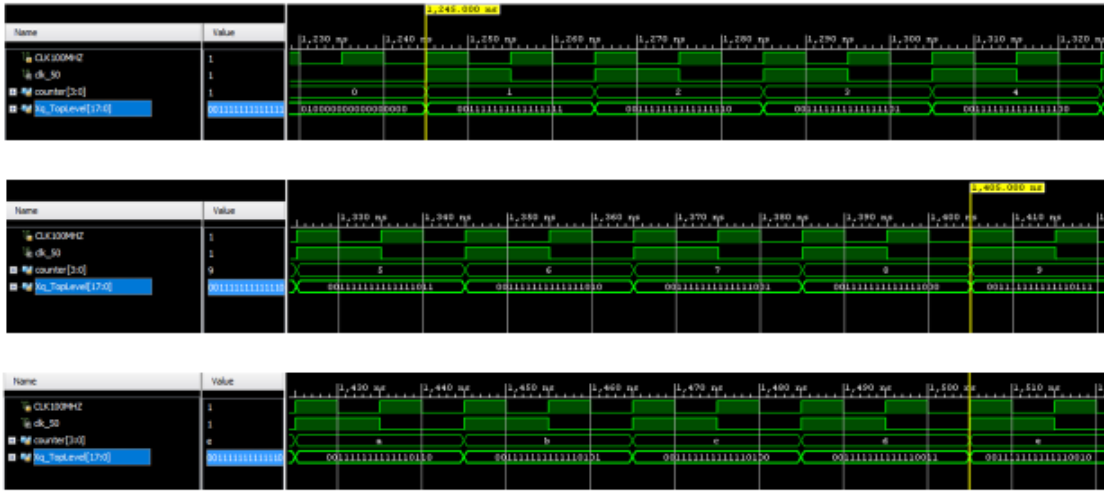 1,245.000 ns
Name Value
1,230 ns 1,240 ns 1,250 ns 1,260 ns 1,270 ns 1,280 ns 1,290 ns 1,300 ns 1,310 ns 1,320 ns
CLK100MHZ 1
clk_50 1
counter[3:0] 1 0 1 2 3 4
Xq_TopLevel[17:0] 010000000000000000 001111111111111111 001111111111111110 001111111111111101 001111111111111100
1,405.000 ns
Name Value
1,330 ns 1,340 ns 1,350 ns 1,360 ns 1,370 ns 1,380 ns 1,390 ns 1,400 ns 1,410 ns
CLK100MHZ 1
clk_50 1
counter[3:0] 9 5 6 7 8 9
Xq_TopLevel[17:0] 001111111111111011 001111111111111010 001111111111111001 001111111111111000 001111111111110111
Name Value
1,430 ns 1,440 ns 1,450 ns 1,460 ns 1,470 ns 1,480 ns 1,490 ns 1,500 ns 1,510 ns
CLK100MHZ 1
clk_50 1
counter[3:0] e a b c d e
Xq_TopLevel[17:0] 001111111111110110 001111111111110101 001111111111110100 001111111111110011 001111111111110010